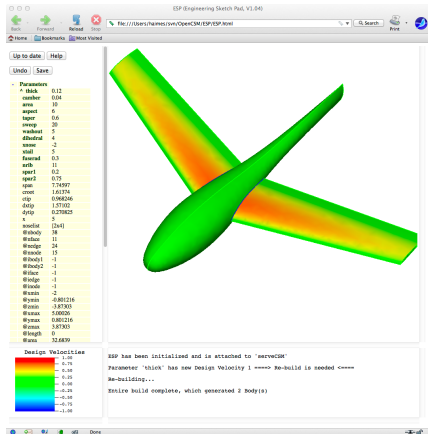 ESP (Engineering Sketch Pad, V1.04)
Back Forward Reload Stop file:///Users/haimes/svn/OpenCSM/ESP/ESP.html Search Print
Home Bookmarks Most Visited
Up to date Help
Undo Save
- Parameters
^ thick 0.12
camber 0.04
area 10
aspect 6
taper 0.6
sweep 20
washout 5
dihedral 4
xnose -2
xtail 5
fuserad 0.3
nrib 11
spar1 0.2
spar2 0.75
span 7.74597
croot 1.61374
ctip 0.968246
dxtip 1.57102
dytip 0.270825
x 5
noselist [2x4]
@nbody 38
@nface 11
@nedge 24
@nnode 15
@ibody1 -1
@ibody2 -1
@iface -1
@iedge -1
@inode -1
@xmin -2
@ymin -0.801216
@zmin -3.87303
@xmax 5.00026
@ymax 0.801216
@zmax 3.87303
@length 0
@area 32.6839
Design Velocities
1.00
0.75
0.50
0.25
0.00
-0.25
-0.50
-0.75
-1.00
ESP has been initialized and is attached to 'serveCSM'
Parameter 'thick' has new Design Velocity 1 ====> Re-build is needed <====
Re-building...
Entire build complete, which generated 2 Body(s)
Done